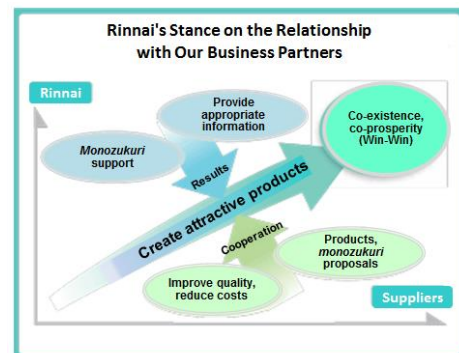 Rinnai's Stance on the Relationship
with Our Business Partners
Rinnai
Provide
appropriate
information
Monozukuri
support
Co-existence,
co-prosperity
(Win-Win)
Results
Create attractive products
Cooperation
Products,
monozukuri
proposals
Improve quality,
reduce costs
Suppliers